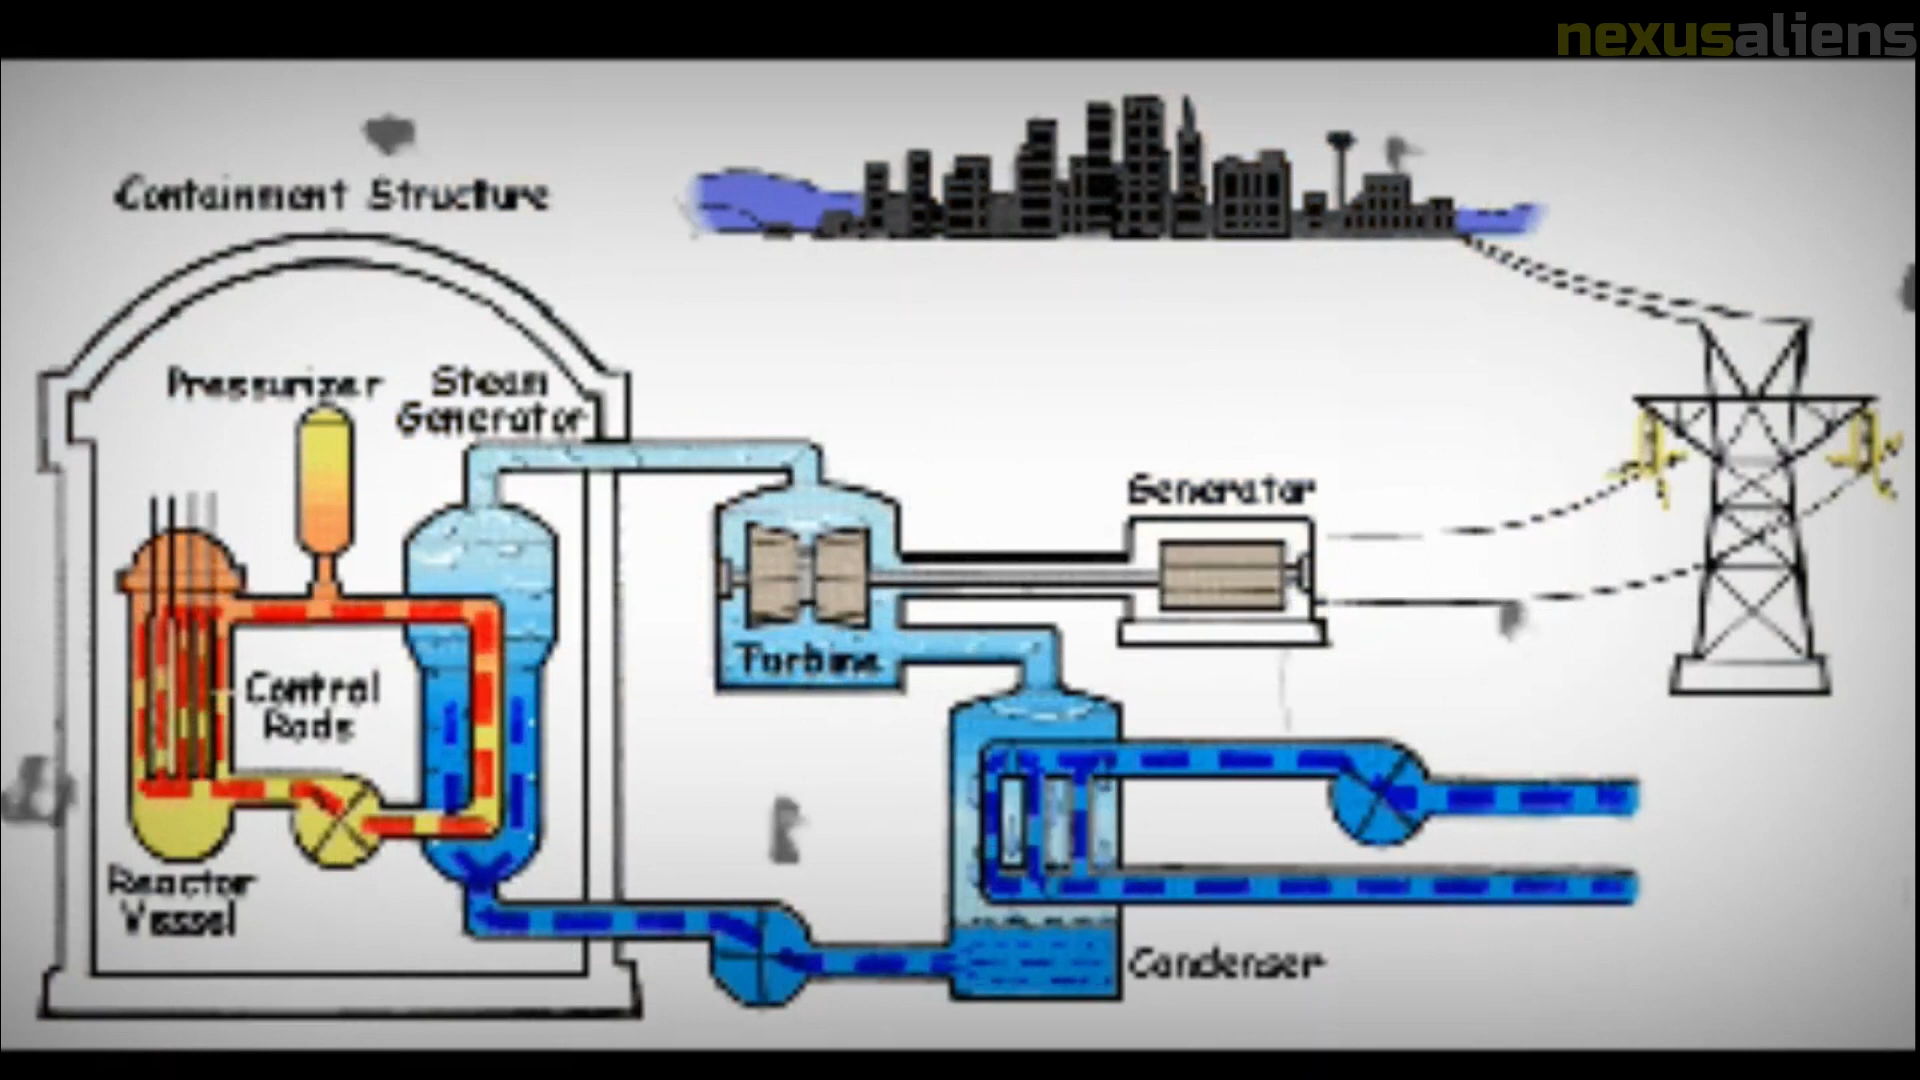 nexusaliens
Containment Structure
Pressurizer
Steam
Generator
Generator
Turbine
Control
Rods
Reactor
Vessel
Condenser